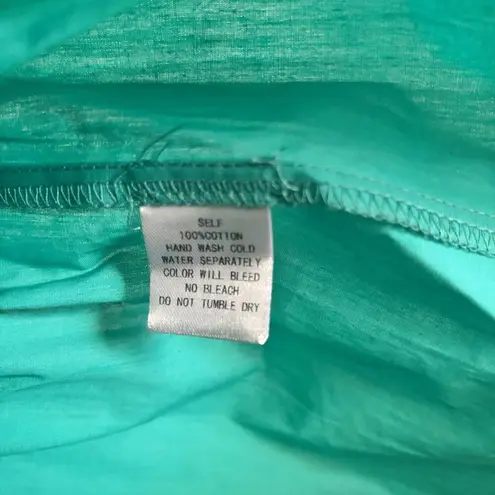 SELF
100%COTTON
HAND WASH COLD
WATER SEPARATELY
COLOR WILL BLEED
NO BLEACH
DO NOT TUMBLE DRY